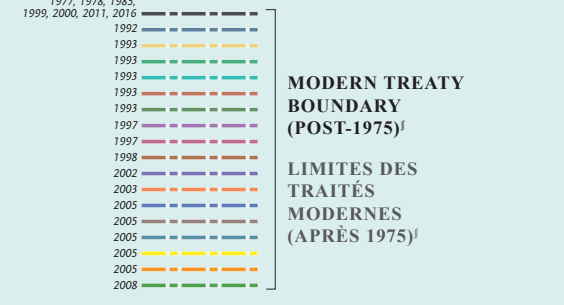 1977, 1978, 1985,
1999, 2000, 2011, 2016
1992
1993
1993
1993
1993
1993
1997
1997
1998
2002
2003
2005
2005
2005
2005
2005
2008
MODERN TREATY
BOUNDARY
(POST-1975)§
LIMITES DES
TRAITÉS
MODERNES
(APRÈS 1975)§